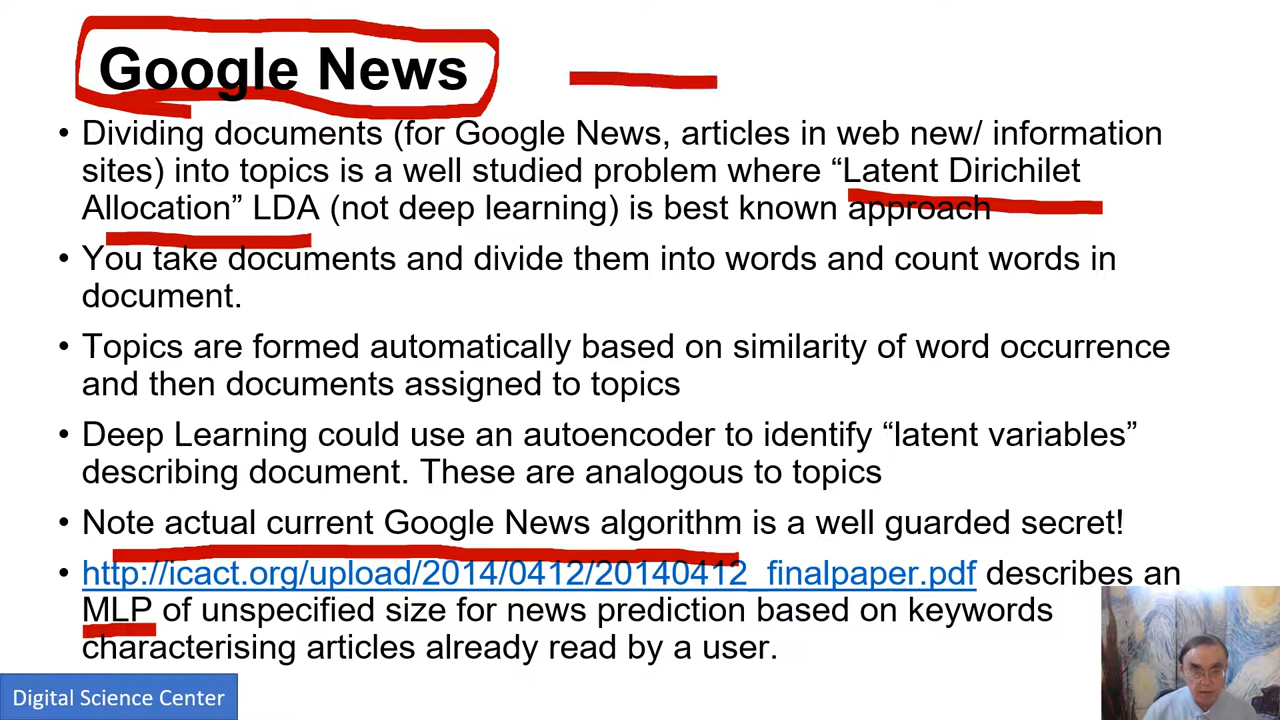 Google News
• Dividing documents (for Google News, articles in web new/ information
sites) into topics is a well studied problem where “Latent Dirichilet
Allocation” LDA (not deep learning) is best known approach
• You take documents and divide them into words and count words in
document.
• Topics are formed automatically based on similarity of word occurrence
and then documents assigned to topics
• Deep Learning could use an autoencoder to identify “latent variables”
describing document. These are analogous to topics
• Note actual current Google News algorithm is a well guarded secret!
• http://icact.org/upload/2014/0412/20140412_finalpaper.pdf describes an
MLP of unspecified size for news prediction based on keywords
characterising articles already read by a user.
Digital Science Center